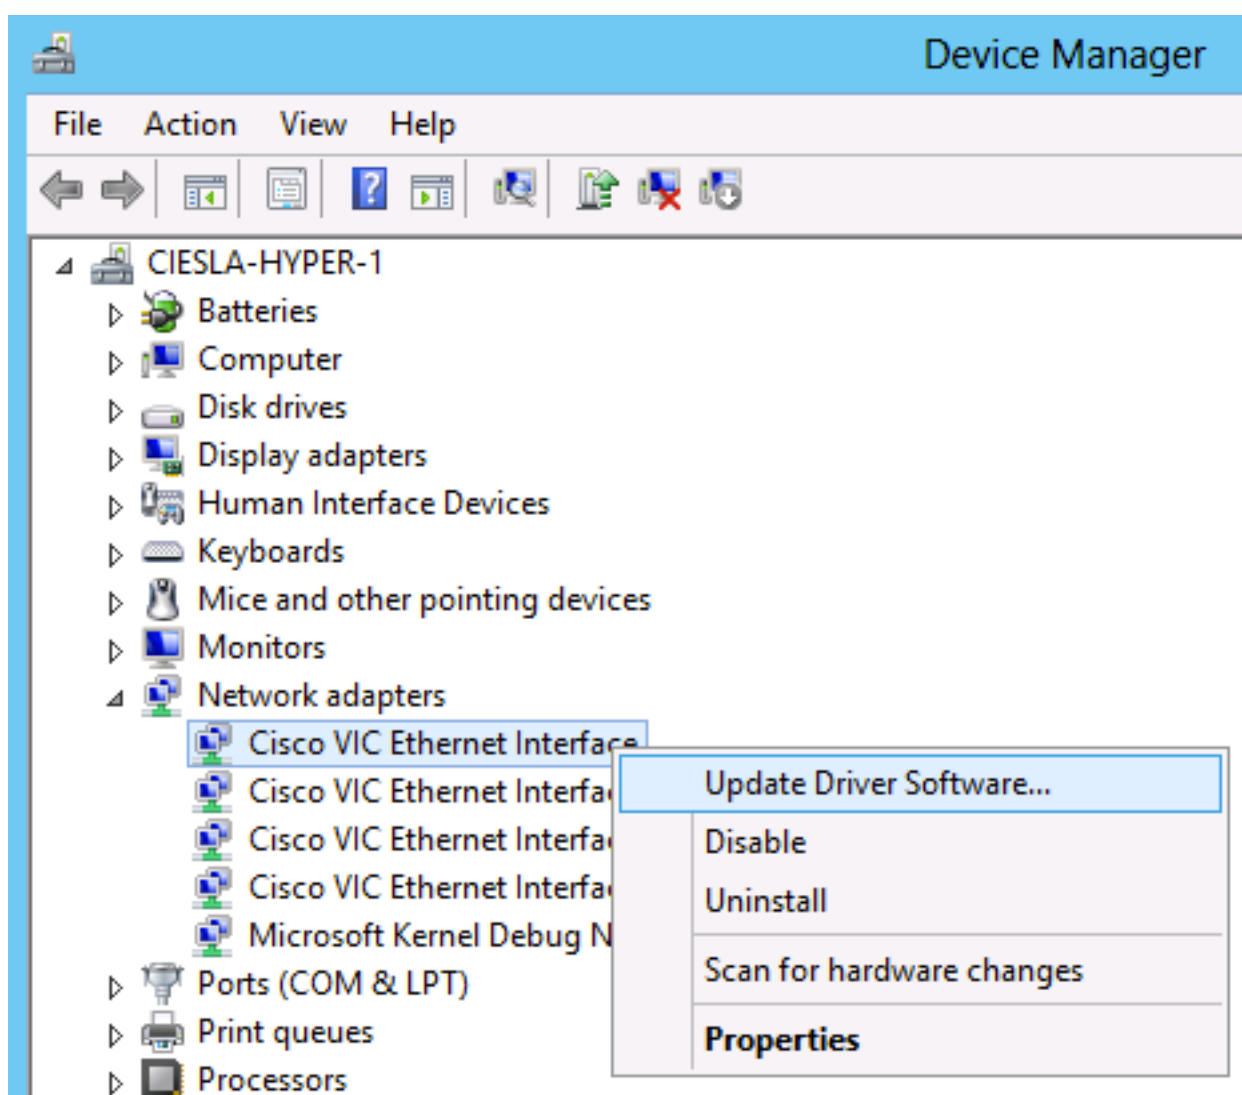 Device Manager
File Action View Help
CIESLA-HYPER-1
Batteries
Computer
Disk drives
Display adapters
Human Interface Devices
Keyboards
Mice and other pointing devices
Monitors
Network adapters
Cisco VIC Ethernet Interface
Cisco VIC Ethernet
Cisco VIC Ethernet
Cisco VIC Ethernet
Microsoft Kernel Debug
Ports (COM & LPT)
Print queues
Processors
Update Driver Software...
Disable
Uninstall
Scan for hardware changes
Properties